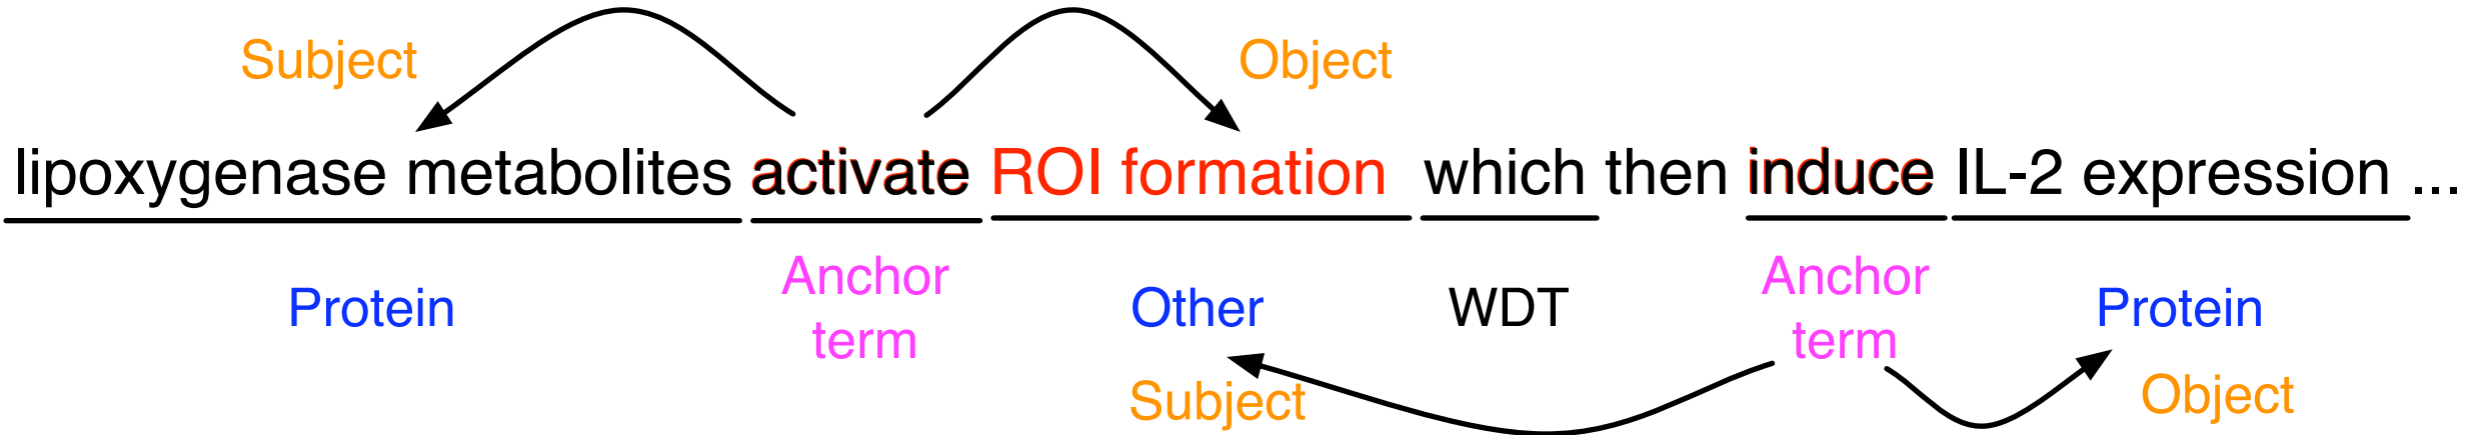 Subject Object
lipoxygenase metabolites activate ROI formation which then induce IL-2 expression ...
Protein Anchor term Other WDT Anchor term Protein
Subject Object